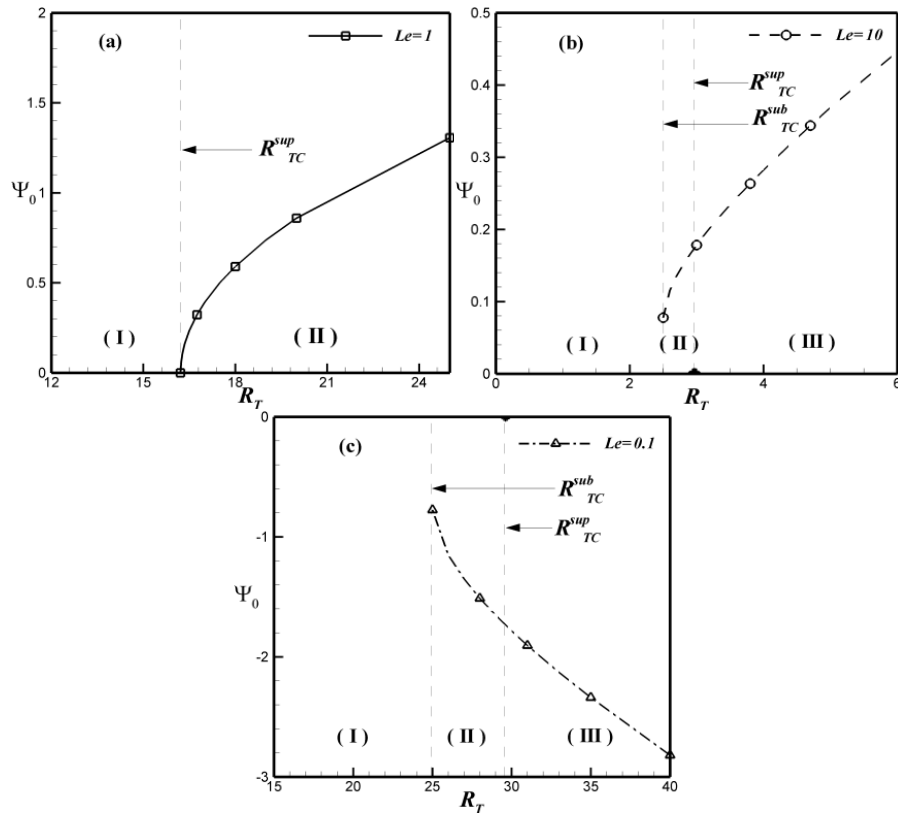 (a)
Le=1
2
1.5
1
0.5
0
Ψ0
R^sup_TC
( I )
( II )
12
15
18
21
24
R_T
(b)
Le=10
0.5
0.4
0.3
0.2
0.1
0
Ψ0
R^sup_TC
R^sub_TC
( I )
( II )
( III )
0
2
4
6
R_T
(c)
Le=0.1
0
-1
-2
-3
Ψ0
R^sub_TC
R^sup_TC
( I )
( II )
( III )
15
20
25
30
35
40
R_T